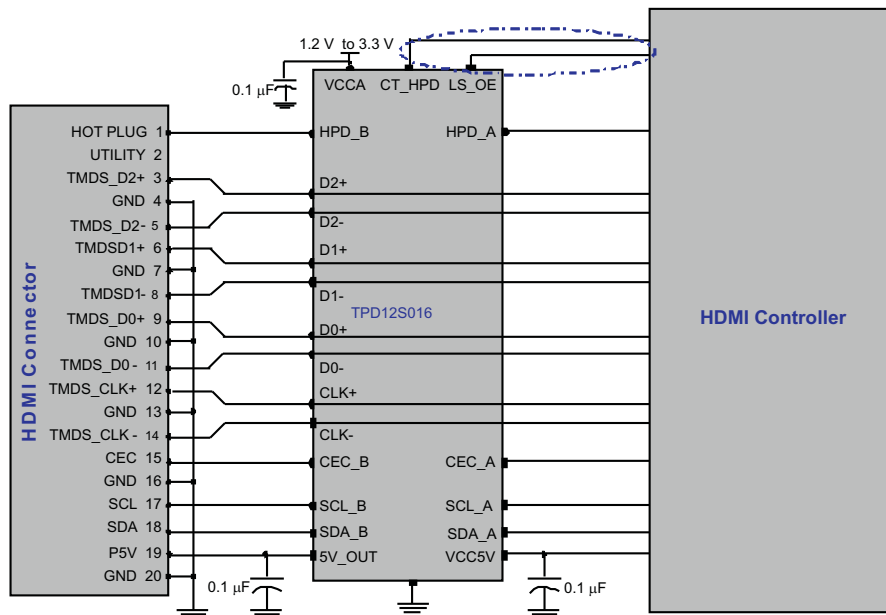 1.2 V to 3.3 V
0.1 µF
VCCA CT_HPD LS_OE
HOT PLUG 1
UTILITY 2
TMDS_D2+ 3
GND 4
TMDS_D2- 5
TMDSD1+ 6
GND 7
TMDSD1- 8
TMDS_D0+ 9
GND 10
TMDS_D0 - 11
TMDS_CLK+ 12
GND 13
TMDS_CLK - 14
CEC 15
GND 16
SCL 17
SDA 18
P5V 19
GND 20
HDMI Connector
HPD_B
D2+
D2-
D1+
D1-
TPD12S016
D0+
D0-
CLK+
CLK-
CEC_B
SCL_B
SDA_B
5V_OUT
HPD_A
CEC_A
SCL_A
SDA_A
VCC5V
0.1 µF
0.1 µF
HDMI Controller